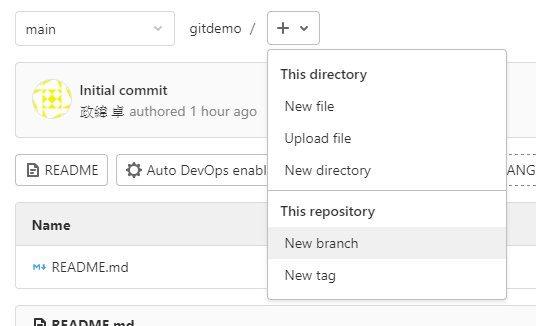 main
gitdemo /
This directory
New file
Upload file
New directory
This repository
New branch
New tag
Initial commit
政緯 卓 authored 1 hour ago
README
Auto DevOps enabl
ANG
Name
README.md
README.md